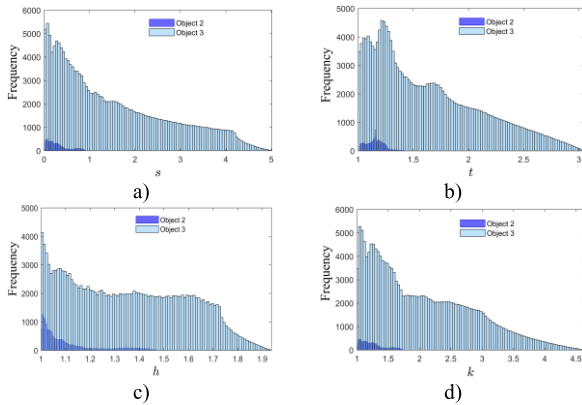 6000
5000
4000
3000
2000
1000
0
Frequency
Object 2
Object 3
0 1 2 3 4 5
s
a)
5000
4000
3000
2000
1000
0
Frequency
Object 2
Object 3
1 1.5 2 2.5 3
t
b)
5000
4000
3000
2000
1000
0
Frequency
Object 2
Object 3
1 1.1 1.2 1.3 1.4 1.5 1.6 1.7 1.8 1.9
h
c)
6000
5000
4000
3000
2000
1000
0
Frequency
Object 2
Object 3
1 1.5 2 2.5 3 3.5 4 4.5
k
d)